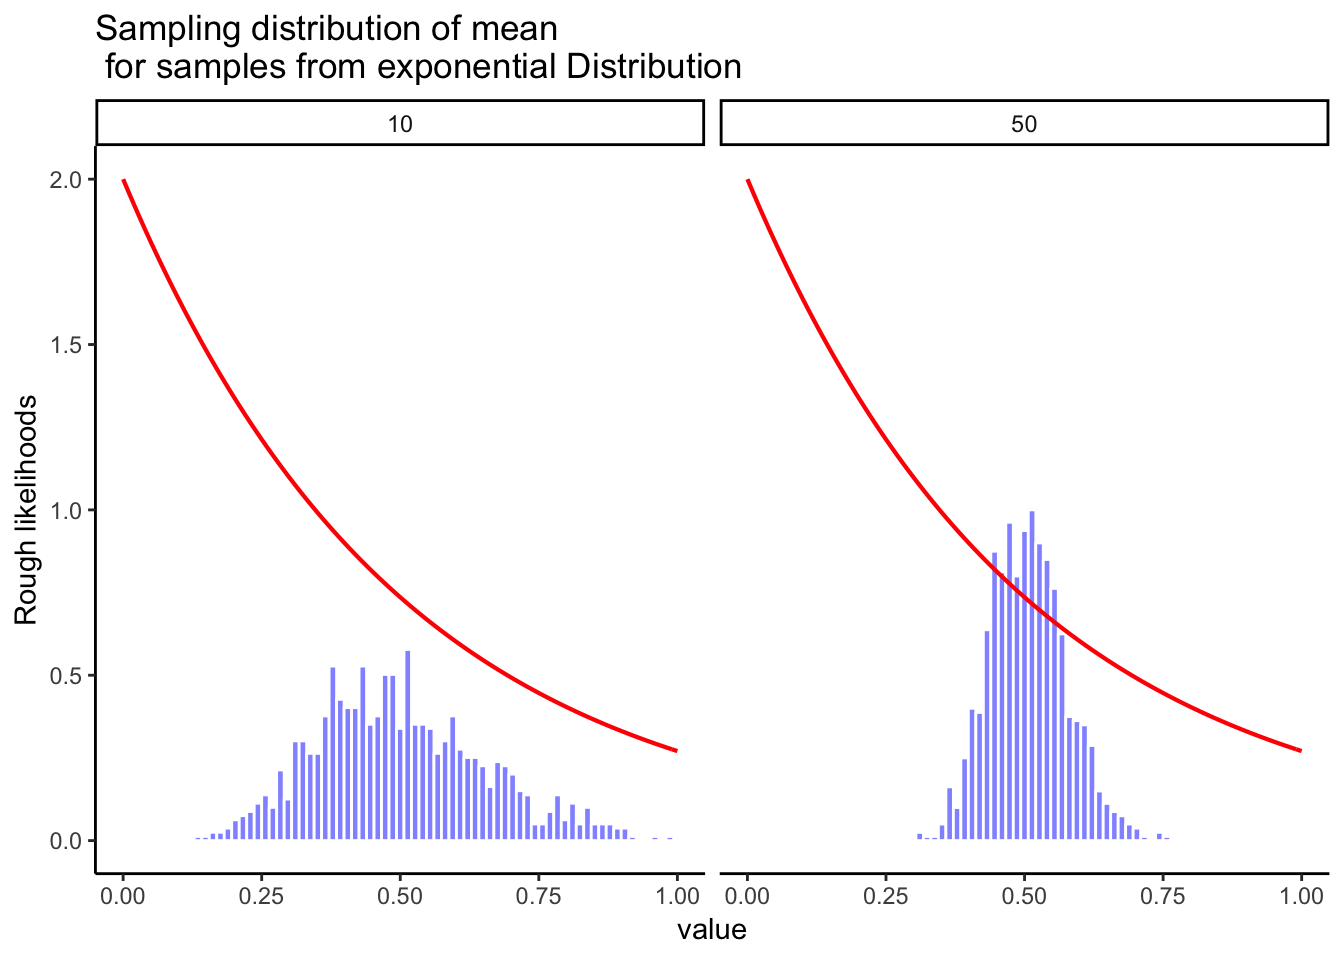 Sampling distribution of mean
for samples from exponential Distribution
10
50
Rough likelihoods
2.0
1.5
1.0
0.5
0.0
0.00 0.25 0.50 0.75 1.00
0.00 0.25 0.50 0.75 1.00
value